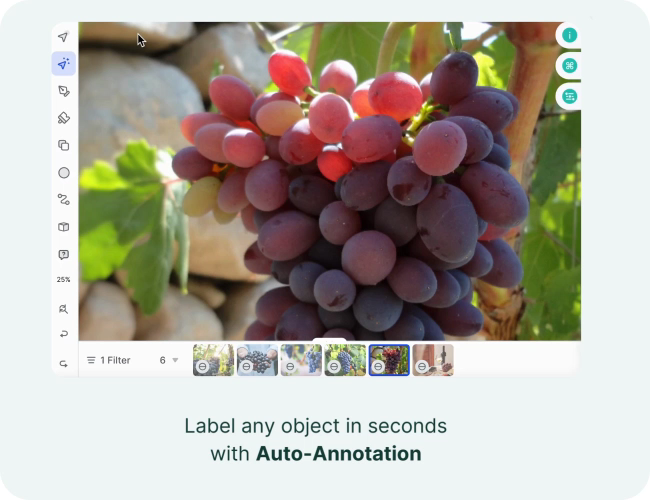 25%
1 Filter
6
Label any object in seconds
with Auto-Annotation